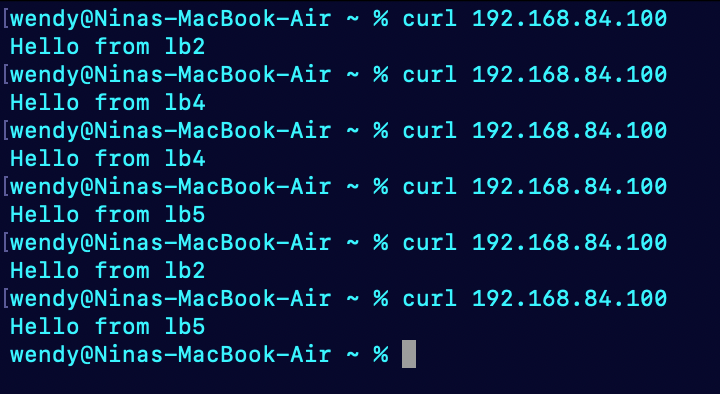 [wendy@Ninas-MacBook-Air ~ % curl 192.168.84.100
Hello from lb2
[wendy@Ninas-MacBook-Air ~ % curl 192.168.84.100
Hello from lb4
[wendy@Ninas-MacBook-Air ~ % curl 192.168.84.100
Hello from lb4
[wendy@Ninas-MacBook-Air ~ % curl 192.168.84.100
Hello from lb5
[wendy@Ninas-MacBook-Air ~ % curl 192.168.84.100
Hello from lb2
[wendy@Ninas-MacBook-Air ~ % curl 192.168.84.100
Hello from lb5
wendy@Ninas-MacBook-Air ~ %